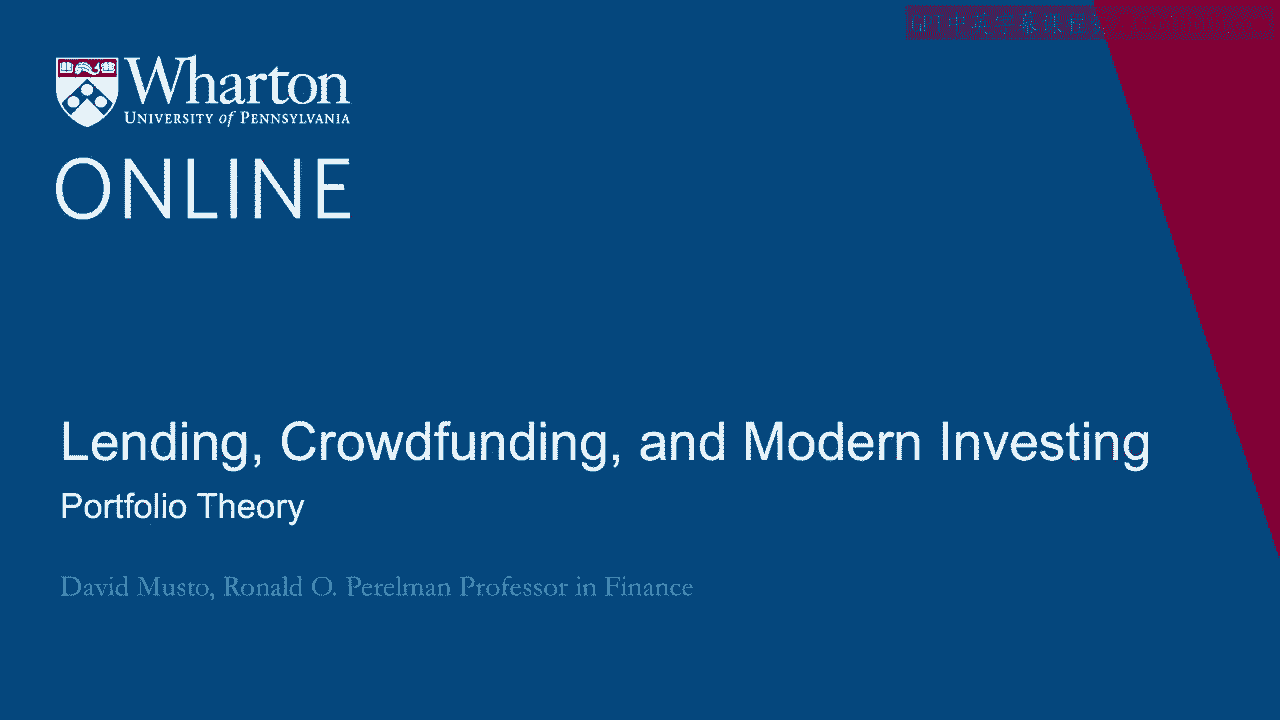 Wharton
UNIVERSITY of PENNSYLVANIA
ONLINE
Lending, Crowdfunding, and Modern Investing
Portfolio Theory
David Musto, Ronald O. Perelman Professor in Finance